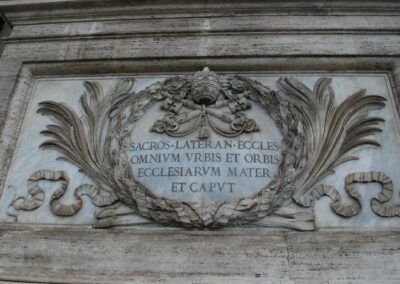 SACROS · LATERAN · ECCLES
OMNIVM VRBIS ET ORBIS
ECCLESIARVM MATER
ET CAPVT